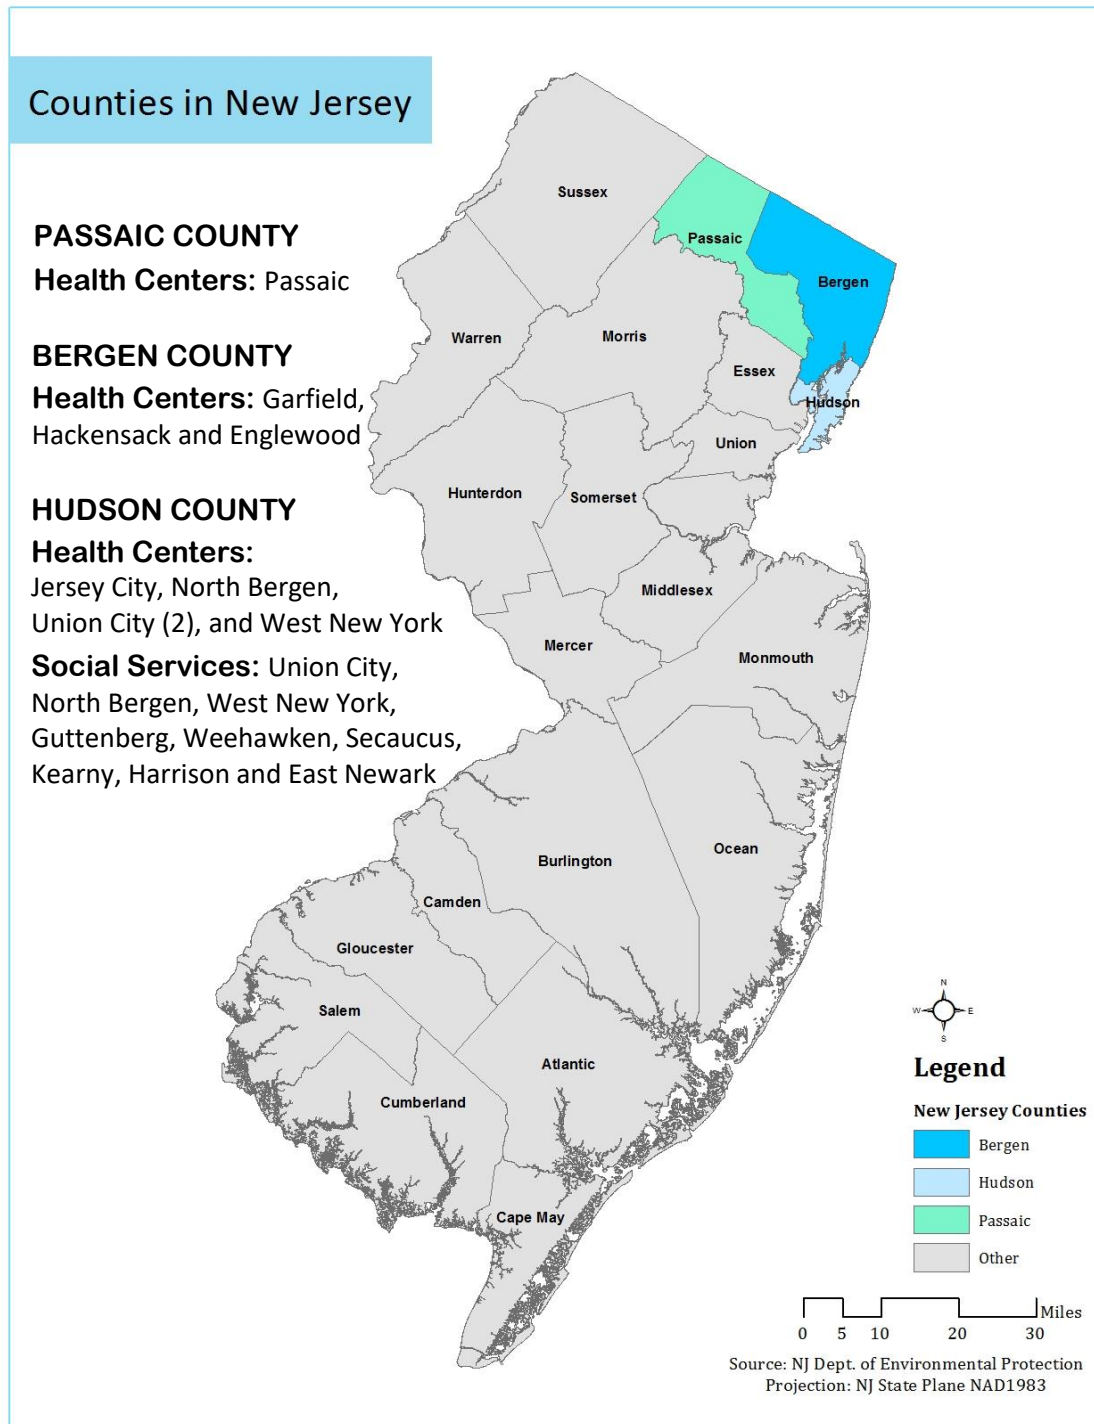 Counties in New Jersey
PASSAIC COUNTY
Health Centers: Passaic
BERGEN COUNTY
Health Centers: Garfield,
Hackensack and Englewood
HUDSON COUNTY
Health Centers:
Jersey City, North Bergen,
Union City (2), and West New York
Social Services: Union City,
North Bergen, West New York,
Guttenberg, Weehawken, Secaucus,
Kearny, Harrison and East Newark
Sussex
Passaic
Bergen
Warren
Morris
Essex
Hudson
Union
Hunterdon
Somerset
Middlesex
Mercer
Monmouth
Ocean
Burlington
Camden
Gloucester
Salem
Atlantic
Cumberland
Cape May
N
W E
S
Legend
New Jersey Counties
Bergen
Hudson
Passaic
Other
Miles
0 5 10 20 30
Source: NJ Dept. of Environmental Protection
Projection: NJ State Plane NAD1983